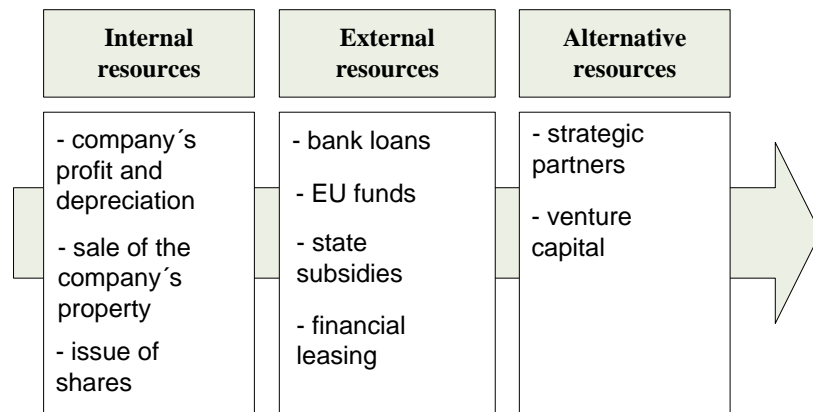 Internal
resources
External
resources
Alternative
resources
- company´s
profit and
depreciation
- sale of the
company´s
property
- issue of
shares
- bank loans
- EU funds
- state
subsidies
- financial
leasing
- strategic
partners
- venture
capital